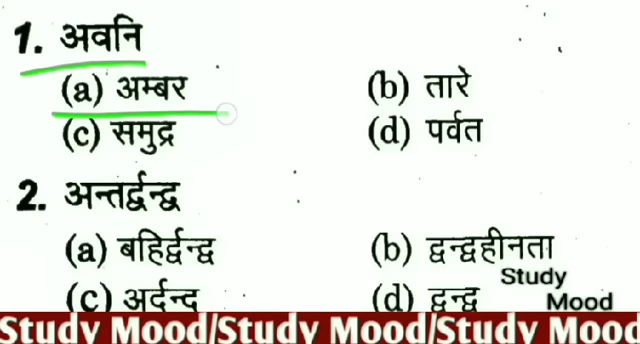 1. अवनि
(a) अम्बर (b) तारे
(c) समुद्र (d) पर्वत
2. अन्तर्द्वन्द्व
(a) बहिर्द्वन्द्व (b) द्वन्द्वहीनता
(c) अर्दन्द (d) द्वन्द्व
Study Mood
Study Mood/Study Mood/Study Mood